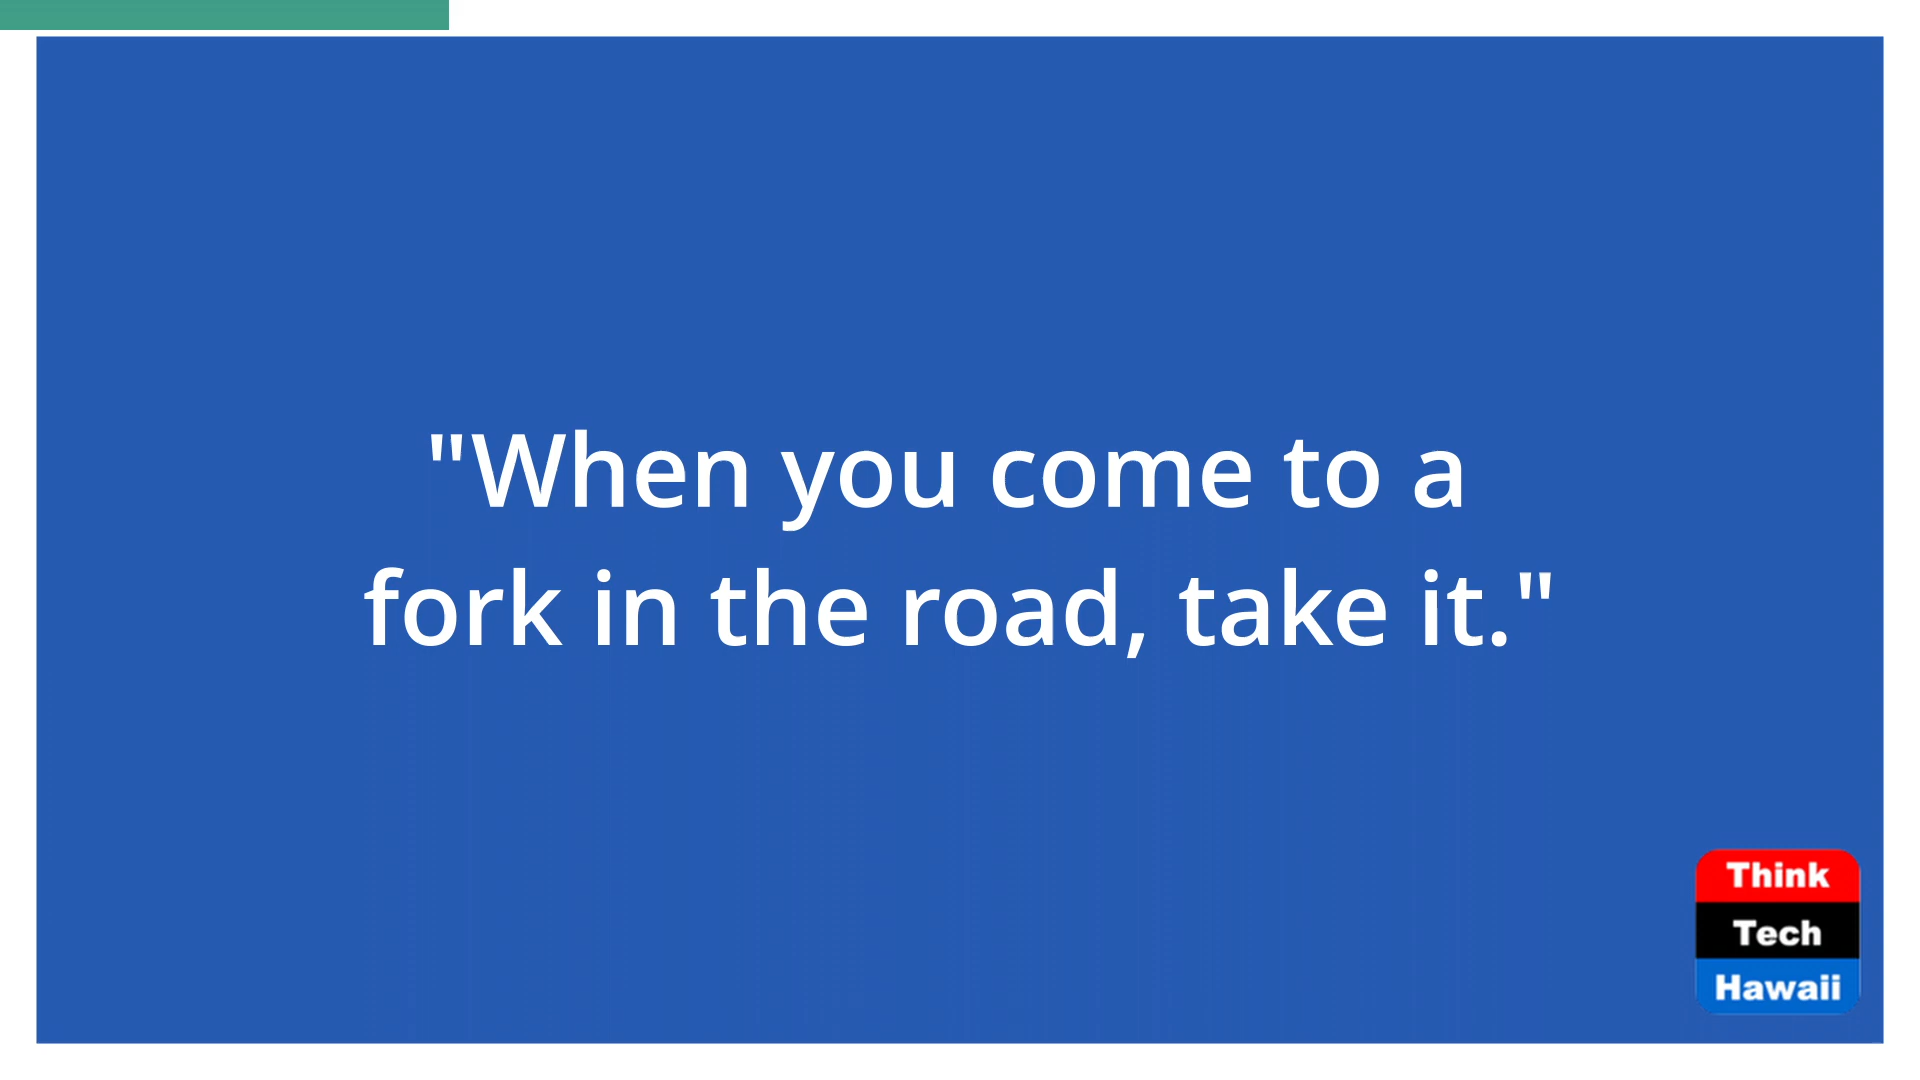 "When you come to a
fork in the road, take it."
Think
Tech
Hawaii